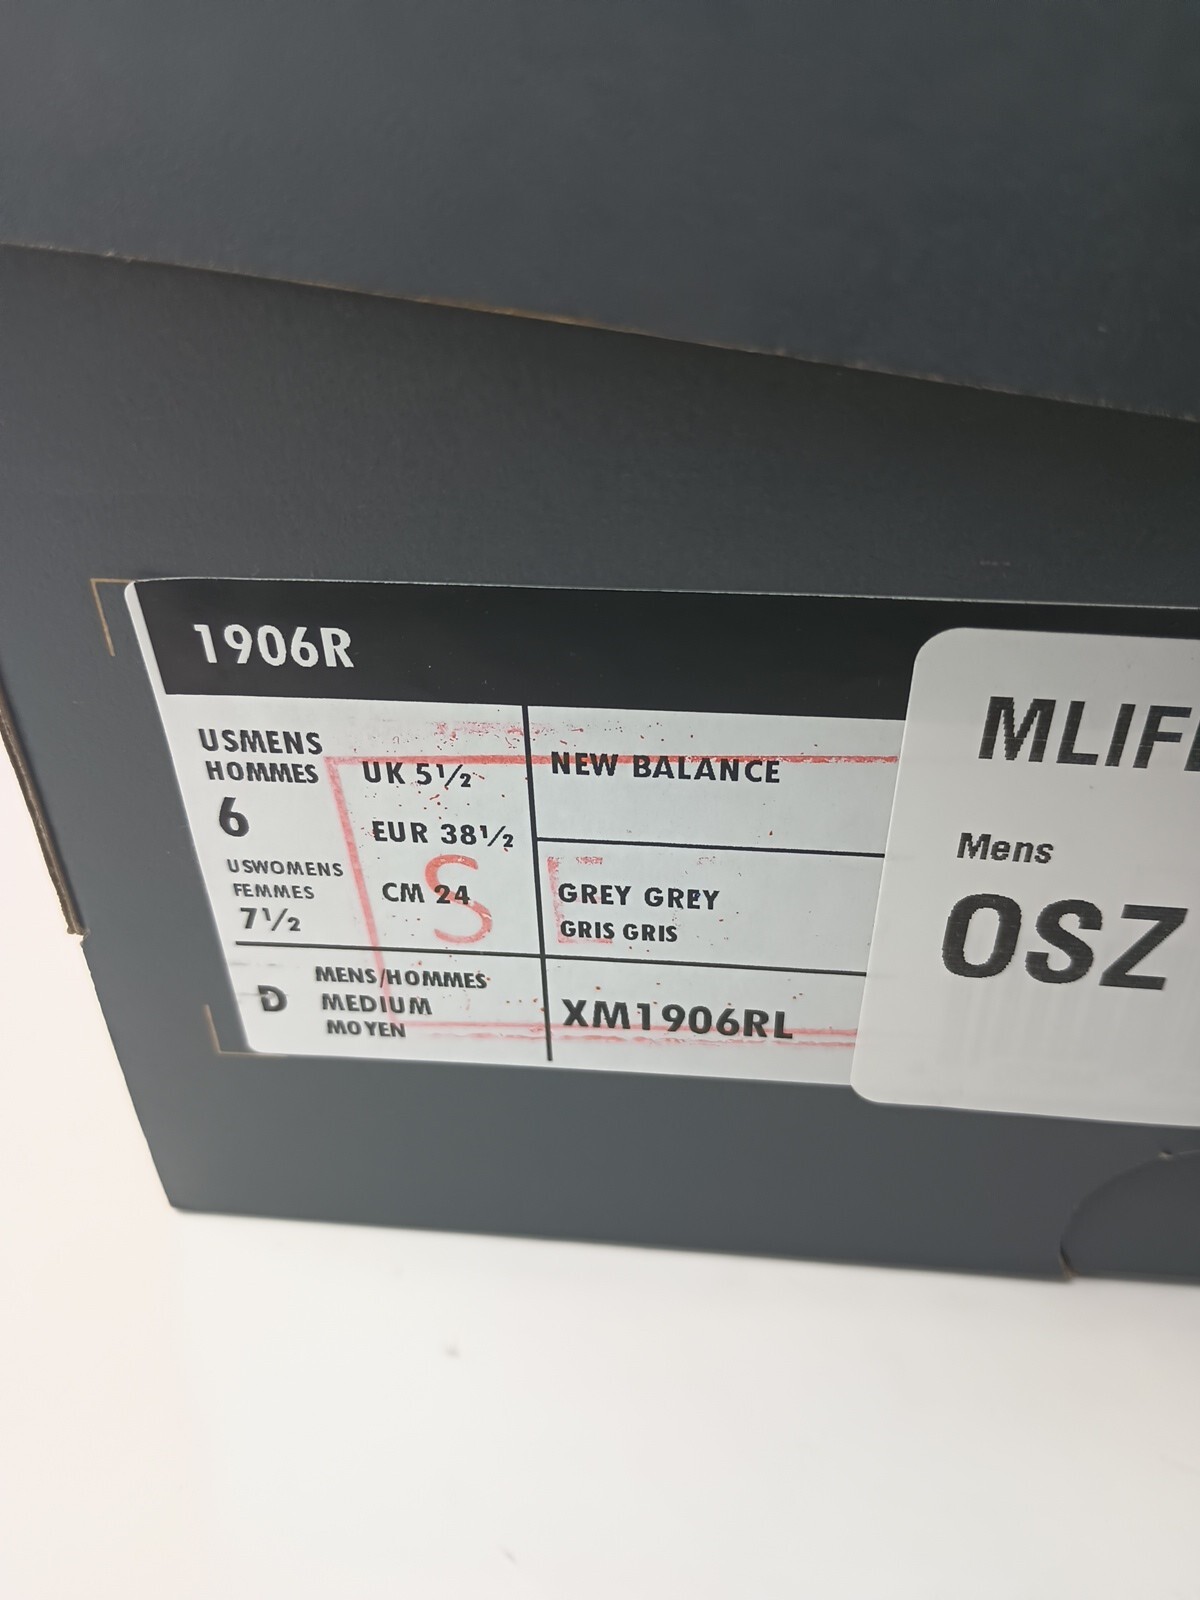 1906R
USMENS
HOMMES
6
USWOMENS
FEMMES
7½
UK 5½
EUR 38½
CM 24
S
NEW BALANCE
GREY GREY
GRIS GRIS
D
MENS/HOMMES
MEDIUM
MOYEN
XM1906RL
Mens
OSZ